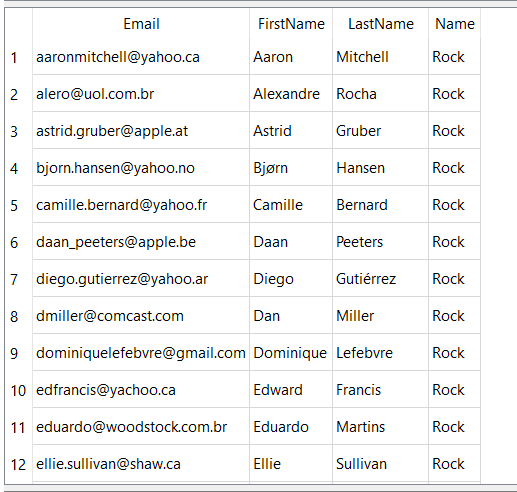 Email FirstName LastName Name
1 aaronmitchell@yahoo.ca Aaron Mitchell Rock
2 alero@uol.com.br Alexandre Rocha Rock
3 astrid.gruber@apple.at Astrid Gruber Rock
4 bjorn.hansen@yahoo.no Bjørn Hansen Rock
5 camille.bernard@yahoo.fr Camille Bernard Rock
6 daan_peeters@apple.be Daan Peeters Rock
7 diego.gutierrez@yahoo.ar Diego Gutiérrez Rock
8 dmiller@comcast.com Dan Miller Rock
9 dominiquelefebvre@gmail.com Dominique Lefebvre Rock
10 edfrancis@yachoo.ca Edward Francis Rock
11 eduardo@woodstock.com.br Eduardo Martins Rock
12 ellie.sullivan@shaw.ca Ellie Sullivan Rock